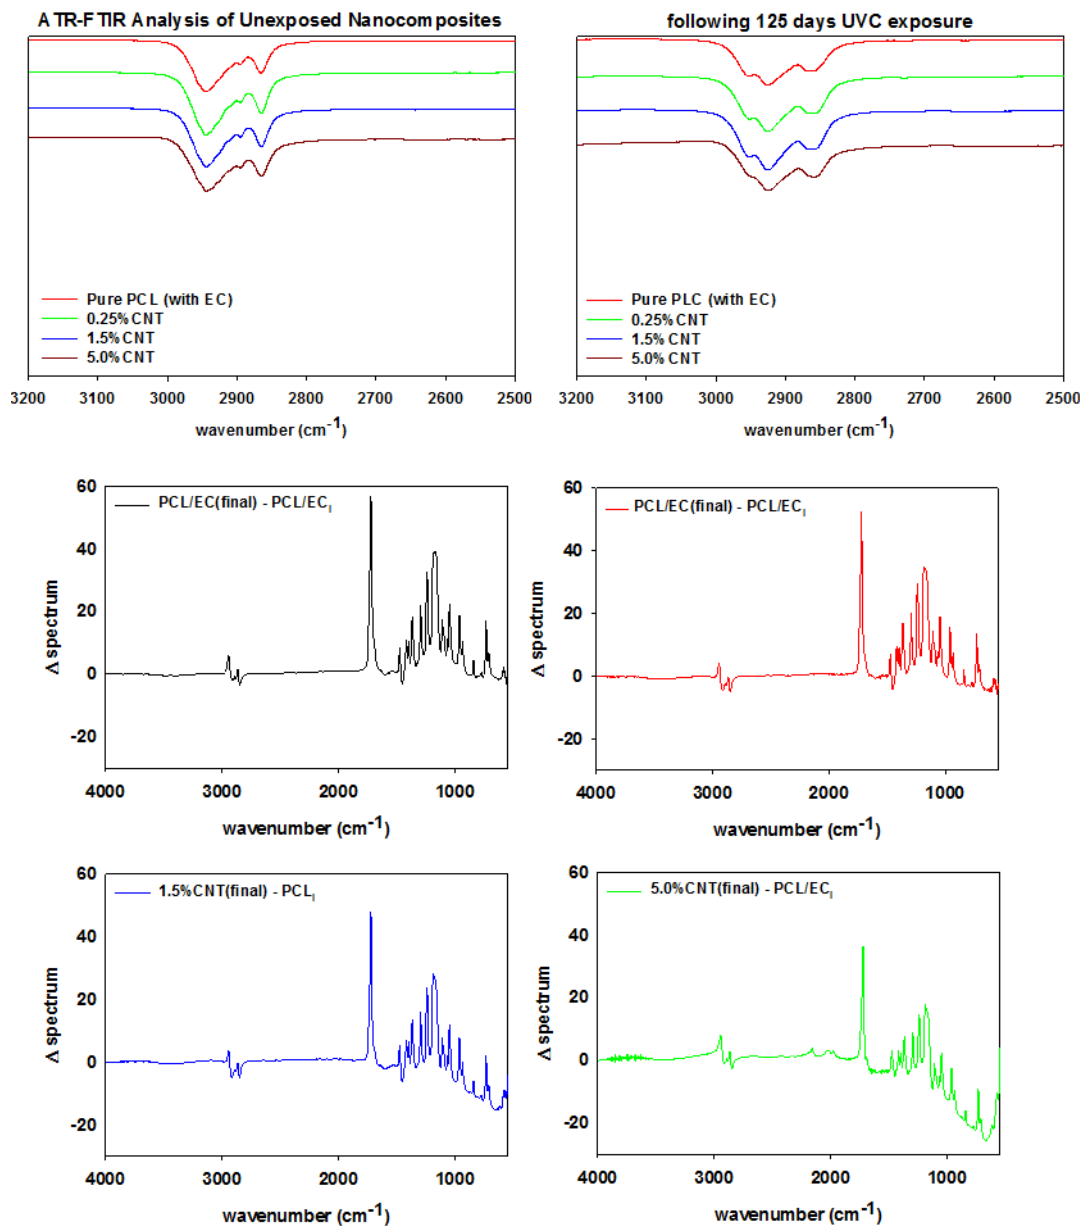 ATR-FTIR Analysis of Unexposed Nanocomposites
following 125 days UVC exposure
Pure PCL (with EC)
0.25% CNT
1.5% CNT
5.0% CNT
3200 3100 3000 2900 2800 2700 2600 2500
wavenumber (cm-1)
Pure PLC (with EC)
0.25% CNT
1.5% CNT
5.0% CNT
3200 3100 3000 2900 2800 2700 2600 2500
wavenumber (cm-1)
60
40
20
0
-20
Δ spectrum
PCL/EC(final) - PCL/ECI
4000 3000 2000 1000
wavenumber (cm-1)
60
40
20
0
-20
Δ spectrum
PCL/EC(final) - PCL/ECI
4000 3000 2000 1000
wavenumber (cm-1)
60
40
20
0
-20
Δ spectrum
1.5%CNT(final) - PCLI
4000 3000 2000 1000
wavenumber (cm-1)
60
40
20
0
-20
Δ spectrum
5.0%CNT(final) - PCL/ECI
4000 3000 2000 1000
wavenumber (cm-1)